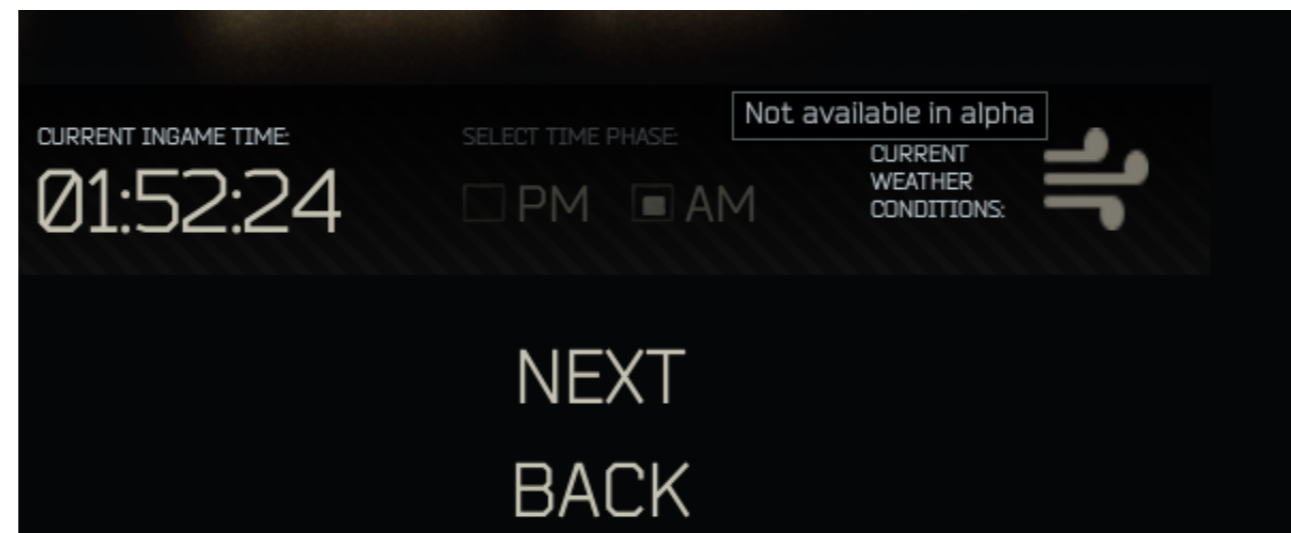 Not available in alpha
CURRENT INGAME TIME:
01:52:24
SELECT TIME PHASE:
PM AM
CURRENT
WEATHER
CONDITIONS:
NEXT
BACK